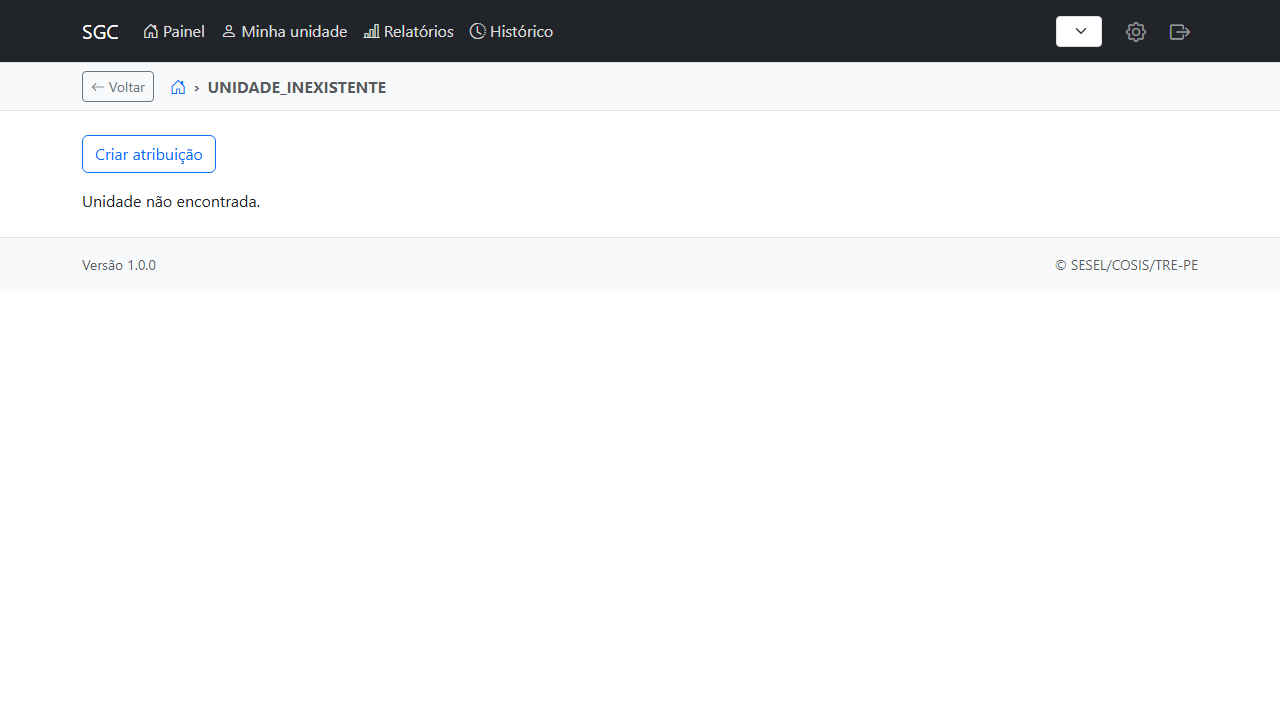 SGC Painel Minha unidade Relatórios Histórico
Voltar › UNIDADE_INEXISTENTE
Criar atribuição
Unidade não encontrada.
Versão 1.0.0 © SESEL/COSIS/TRE-PE